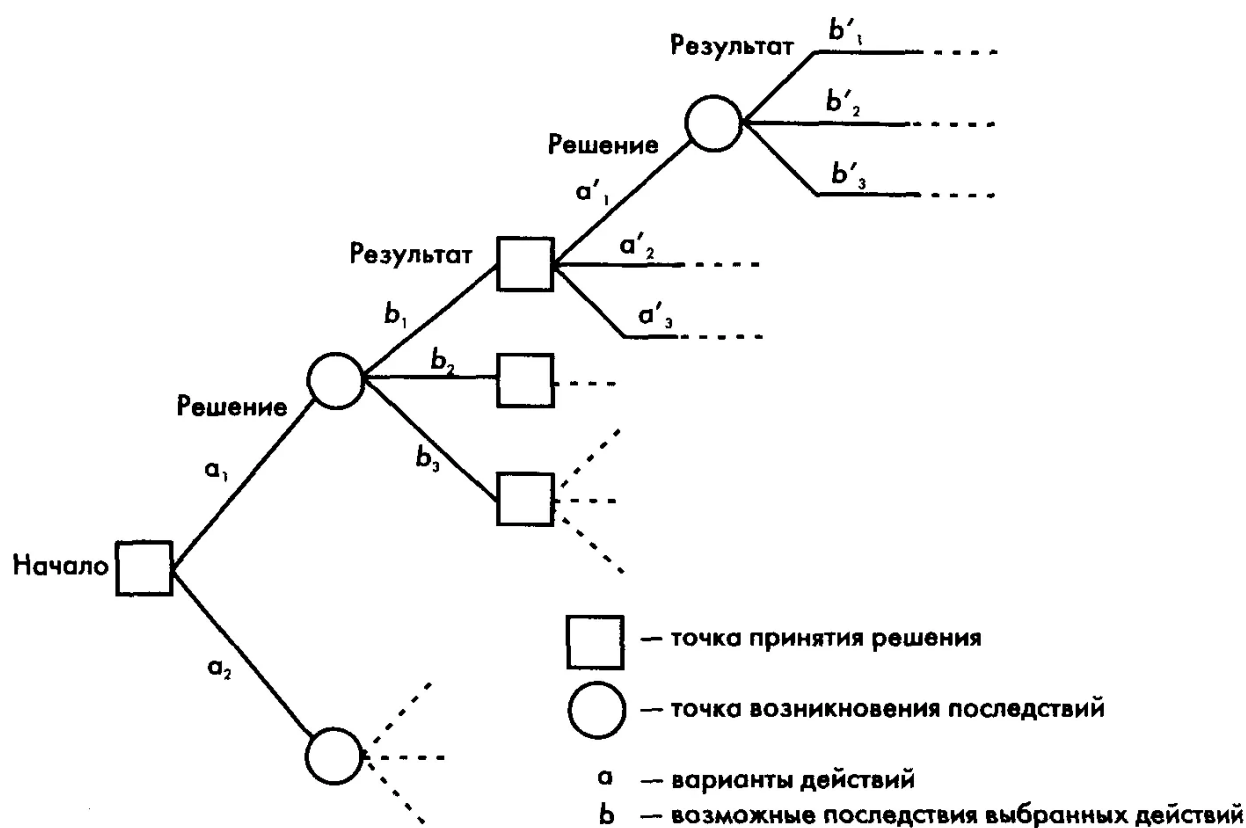 Результат
b′₁
b′₂
b′₃
Решение
a′₁
Результат
a′₂
a′₃
b₁
b₂
b₃
Решение
a₁
Начало
a₂
— точка принятия решения
— точка возникновения последствий
a — варианты действий
b — возможные последствия выбранных действий